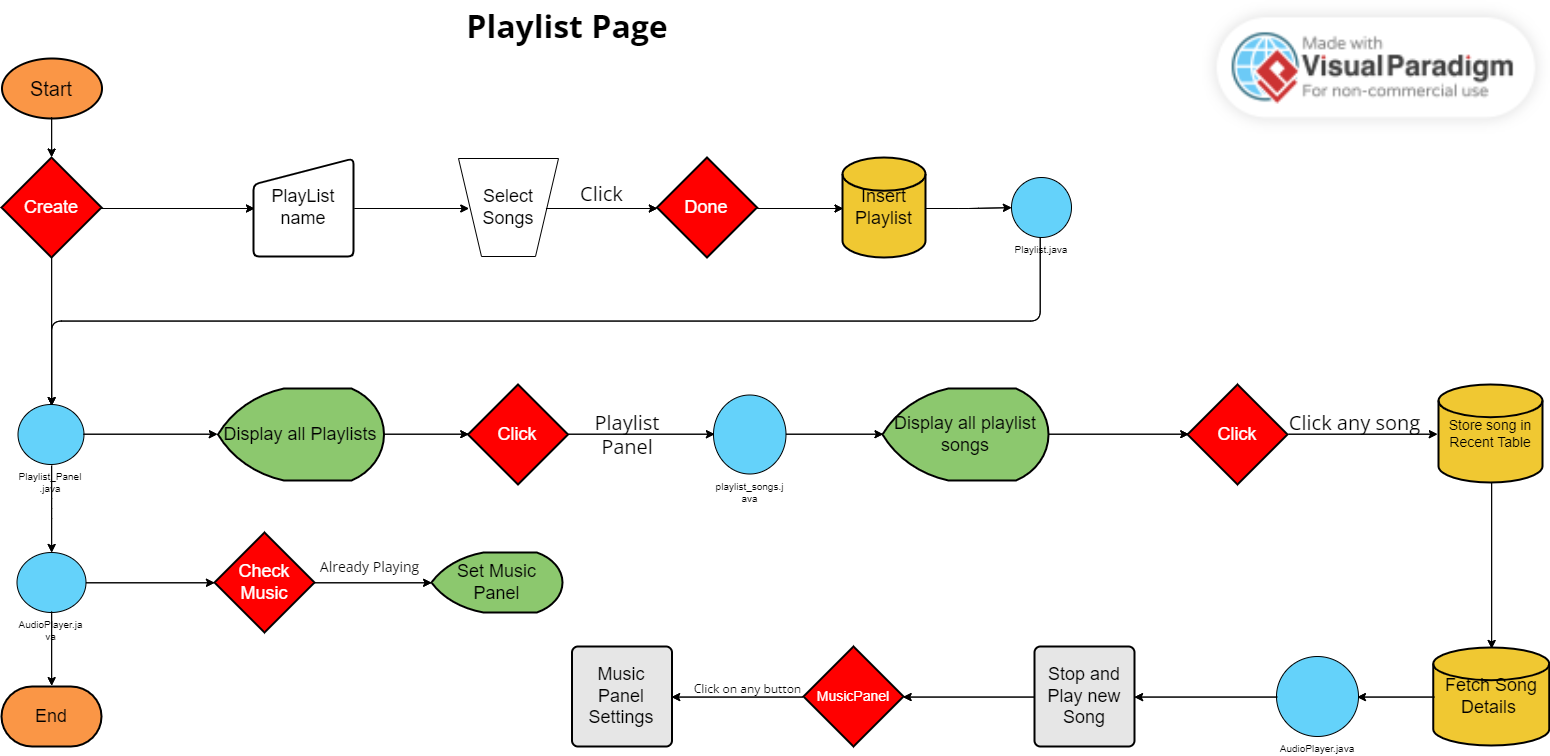 Playlist Page
Made with
Visual Paradigm
For non-commercial use
Start
Create
PlayList
name
Select
Songs
Click
Done
Insert
Playlist
Playlist.java
Playlist_Panel
.java
Display all Playlists
Click
Playlist
Panel
playlist_songs.j
ava
Display all playlist
songs
Click
Click any song
Store song in
Recent Table
AudioPlayer.ja
va
Check
Music
Already Playing
Set Music
Panel
End
Music
Panel
Settings
Click on any button
MusicPanel
Stop and
Play new
Song
AudioPlayer.java
Fetch Song
Details